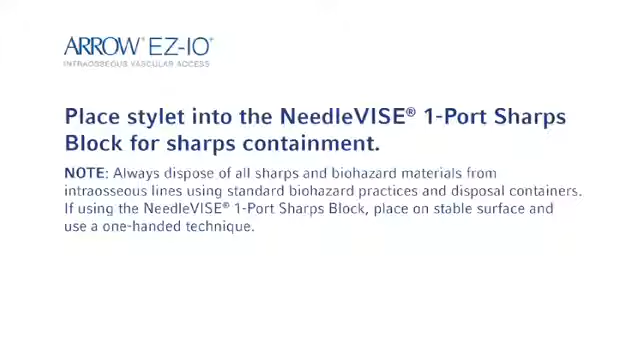 ARROW® EZ-IO®
INTRAOSSEOUS VASCULAR ACCESS
Place stylet into the NeedleVISE® 1-Port Sharps
Block for sharps containment.
NOTE: Always dispose of all sharps and biohazard materials from
intraosseous lines using standard biohazard practices and disposal containers.
If using the NeedleVISE® 1-Port Sharps Block, place on stable surface and
use a one-handed technique.